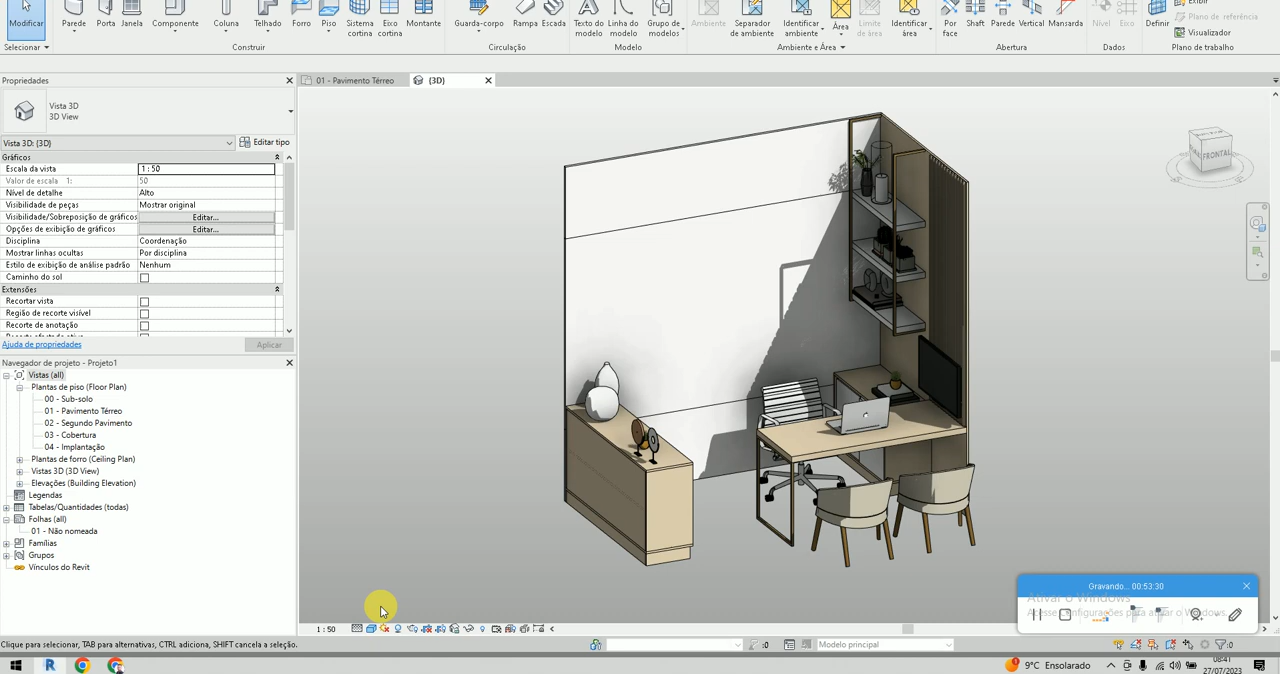 Modificar
Parede
Porta
Janela
Componente
Coluna
Telhado
Forro
Piso
Sistema cortina
Eixo cortina
Montante
Guarda-corpo
Rampa
Escada
Texto do modelo
Linha do modelo
Grupo de modelos
Ambiente
Separador de ambiente
Identificar ambiente
Área
Limite de área
Identificar área
Por face
Shaft
Parede
Vertical
Mansarda
Nível
Eixo
Definir
Exibir
Plano de referência
Visualizador
Selecionar
Construir
Circulação
Modelo
Ambiente e Área
Abertura
Dados
Plano de trabalho
Propriedades
01 - Pavimento Térreo
(3D)
Vista 3D
3D View
Vista 3D: (3D)
Editar tipo
Gráficos
Escala da vista 1 : 50
Valor de escala 1: 50
Nível de detalhe Alto
Visibilidade de peças Mostrar original
Visibilidade/Sobreposição de gráficos Editar...
Opções de exibição de gráficos Editar...
Disciplina Coordenação
Mostrar linhas ocultas Por disciplina
Estilo de exibição de análise padrão Nenhum
Caminho do sol
Extensões
Recortar vista
Região de recorte visível
Recorte de anotação
Ajuda de propriedades
Aplicar
Navegador de projeto - Projeto1
Vistas (all)
Plantas de piso (Floor Plan)
00 - Sub-solo
01 - Pavimento Térreo
02 - Segundo Pavimento
03 - Cobertura
04 - Implantação
Plantas de forro (Ceiling Plan)
Vistas 3D (3D View)
Elevações (Building Elevation)
Legendas
Tabelas/Quantidades (todas)
Folhas (all)
01 - Não nomeada
Famílias
Grupos
Vínculos do Revit
FRONTAL
Gravando... 00:53:30
Ativar o Windows
Acesse Configurações para ativar o Windows.
1 : 50
Clique para selecionar, TAB para alternativas, CTRL adiciona, SHIFT cancela a seleção.
:0
Modelo principal
:0
9°C Ensolarado
08:41
27/07/2023